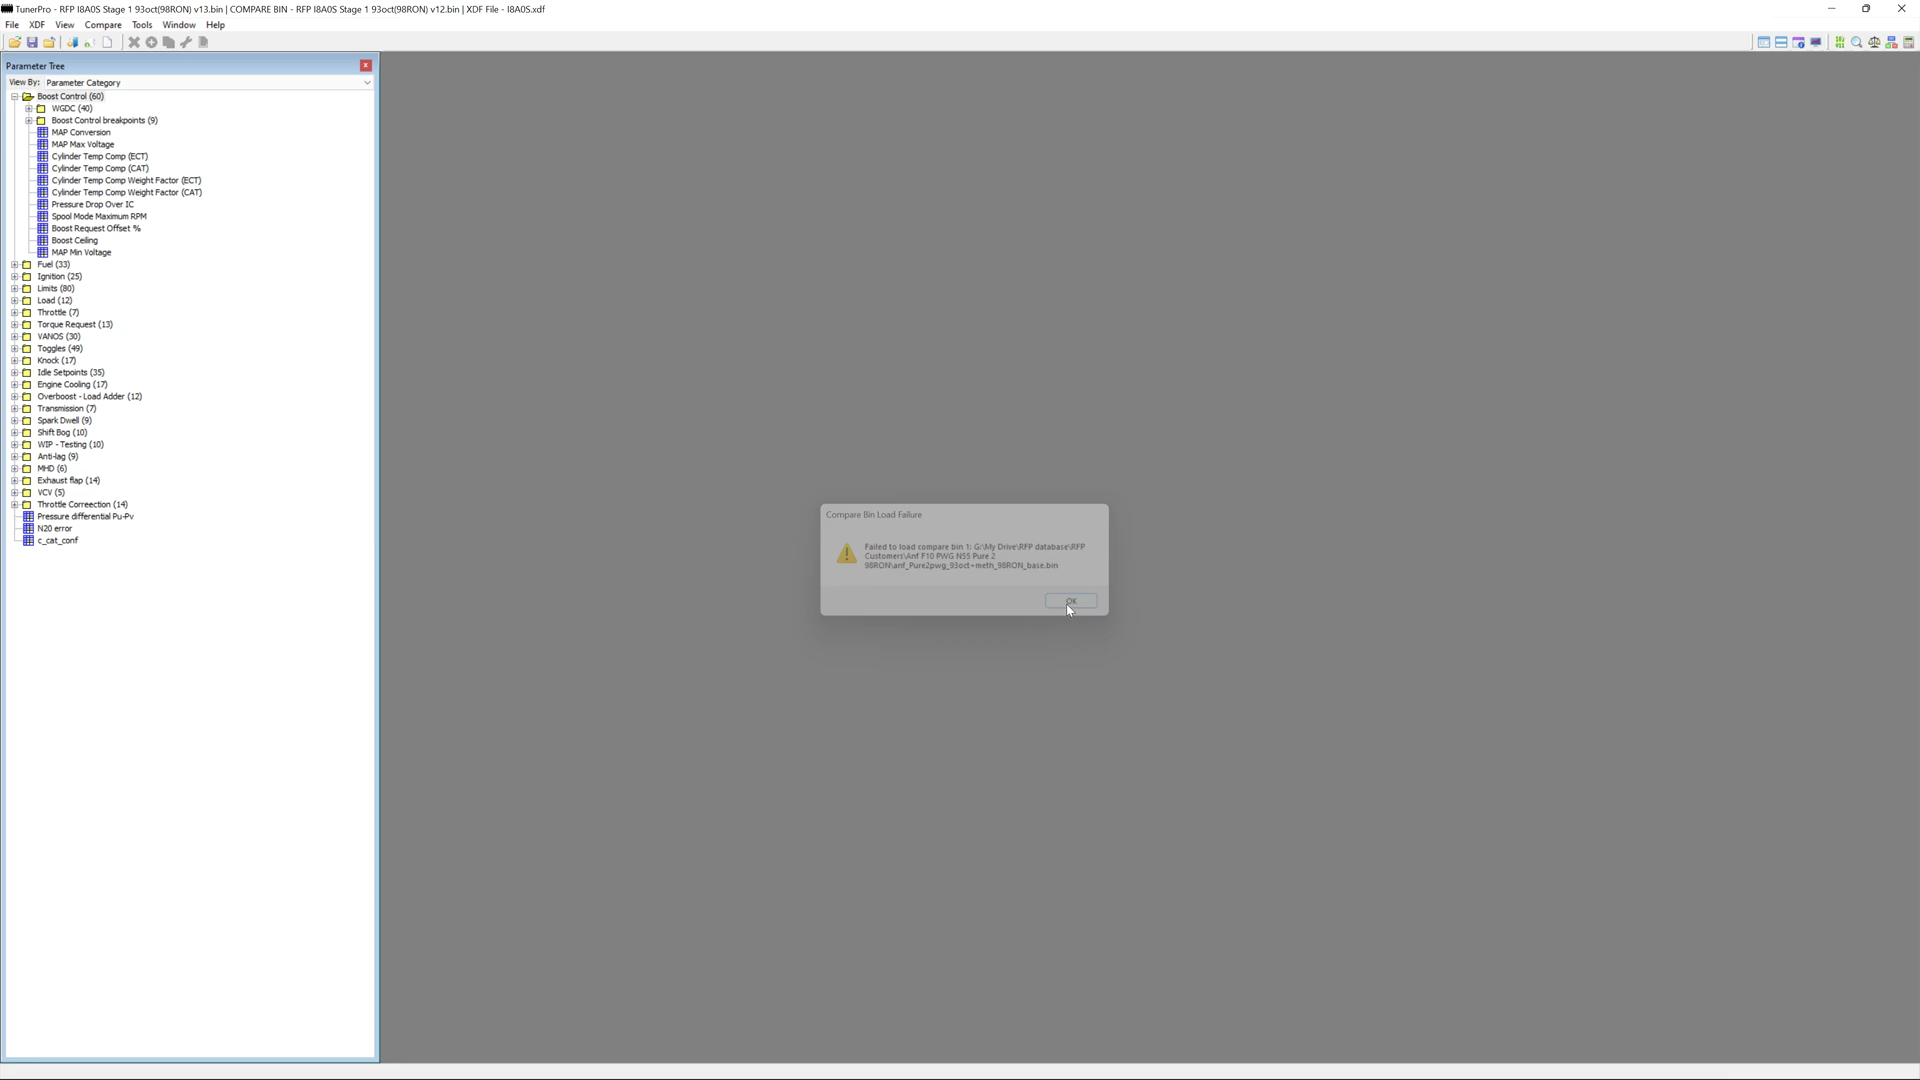 TunerPro - RFP I8A0S Stage 1 93oct(98RON) v13.bin | COMPARE BIN - RFP I8A0S Stage 1 93oct(98RON) v12.bin | XDF File - I8A0S.xdf
File XDF View Compare Tools Window Help
Parameter Tree
View By: Parameter Category
Boost Control (60)
WGDC (40)
Boost Control breakpoints (9)
MAP Conversion
MAP Max Voltage
Cylinder Temp Comp (ECT)
Cylinder Temp Comp (CAT)
Cylinder Temp Comp Weight Factor (ECT)
Cylinder Temp Comp Weight Factor (CAT)
Pressure Drop Over IC
Spool Mode Maximum RPM
Boost Request Offset %
Boost Ceiling
MAP Min Voltage
Fuel (33)
Ignition (25)
Limits (80)
Load (12)
Throttle (7)
Torque Request (13)
VANOS (30)
Toggles (49)
Knock (17)
Idle Setpoints (35)
Engine Cooling (17)
Overboost - Load Adder (12)
Transmission (7)
Spark Dwell (9)
Shift Bog (10)
WIP - Testing (10)
Anti-lag (9)
MHD (6)
Exhaust flap (14)
VCV (5)
Throttle Correection (14)
Pressure differential Pu-Pv
N20 error
c_cat_conf
Compare Bin Load Failure
Failed to load compare bin 1: G:\My Drive\RFP database\RFP
Customers\Anf F10 PWG N55 Pure 2
98RON\anf_Pure2pwg_93oct+meth_98RON_base.bin
OK